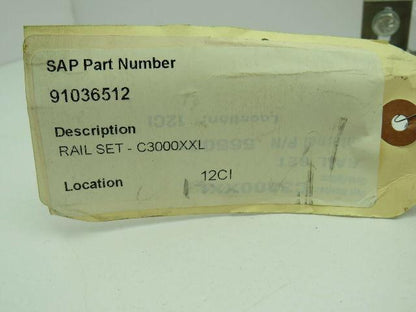 SAP Part Number
91036512
Description
RAIL SET - C3000XXL
Location 12CI